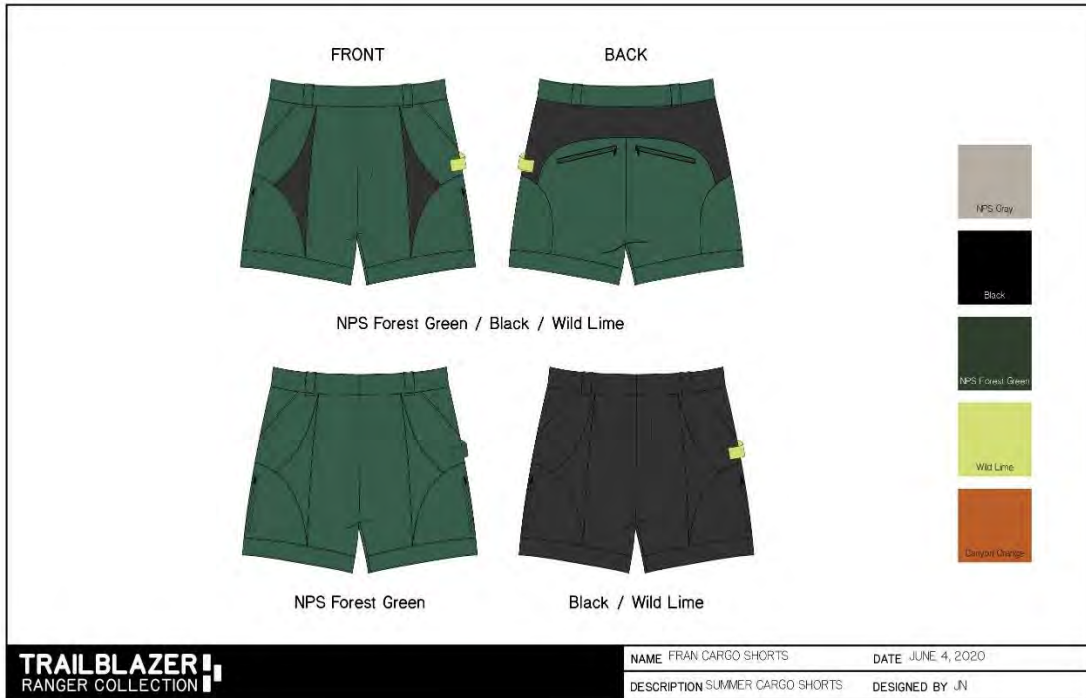 FRONT
BACK
NPS Forest Green / Black / Wild Lime
NPS Forest Green
Black / Wild Lime
NPS Gray
Black
NPS Forest Green
Wild Lime
Canyon Orange
TRAILBLAZER
RANGER COLLECTION
NAME FRAN CARGO SHORTS
DATE JUNE 4, 2020
DESCRIPTION SUMMER CARGO SHORTS
DESIGNED BY JN